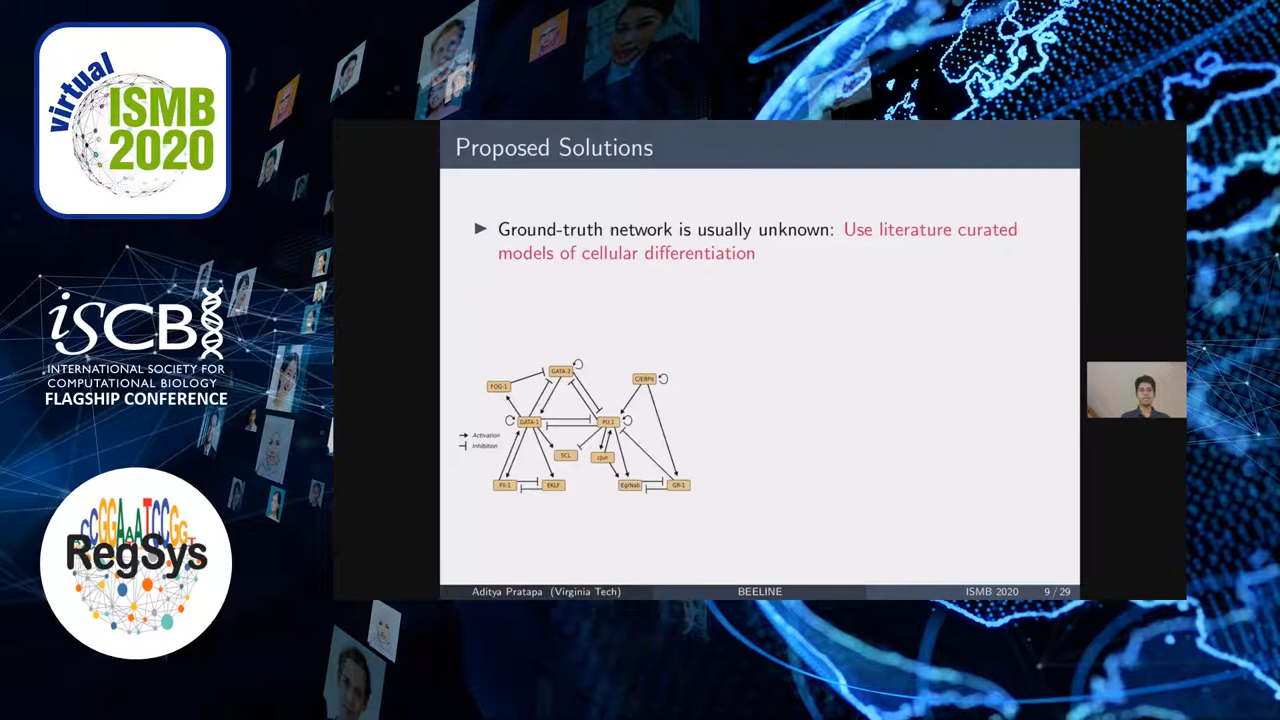 virtual
ISMB
2020
iSCB
INTERNATIONAL SOCIETY FOR
COMPUTATIONAL BIOLOGY
FLAGSHIP CONFERENCE
RegSys
Proposed Solutions
Ground-truth network is usually unknown: Use literature curated
models of cellular differentiation
GATA-2
C/EBPα
FOG-1
GATA-1
PU.1
Activation
Inhibition
SCL
cJun
Fli-1
EKLF
EgrNab
Gfi-1
Aditya Pratapa (Virginia Tech)
BEELINE
ISMB 2020
9 / 29